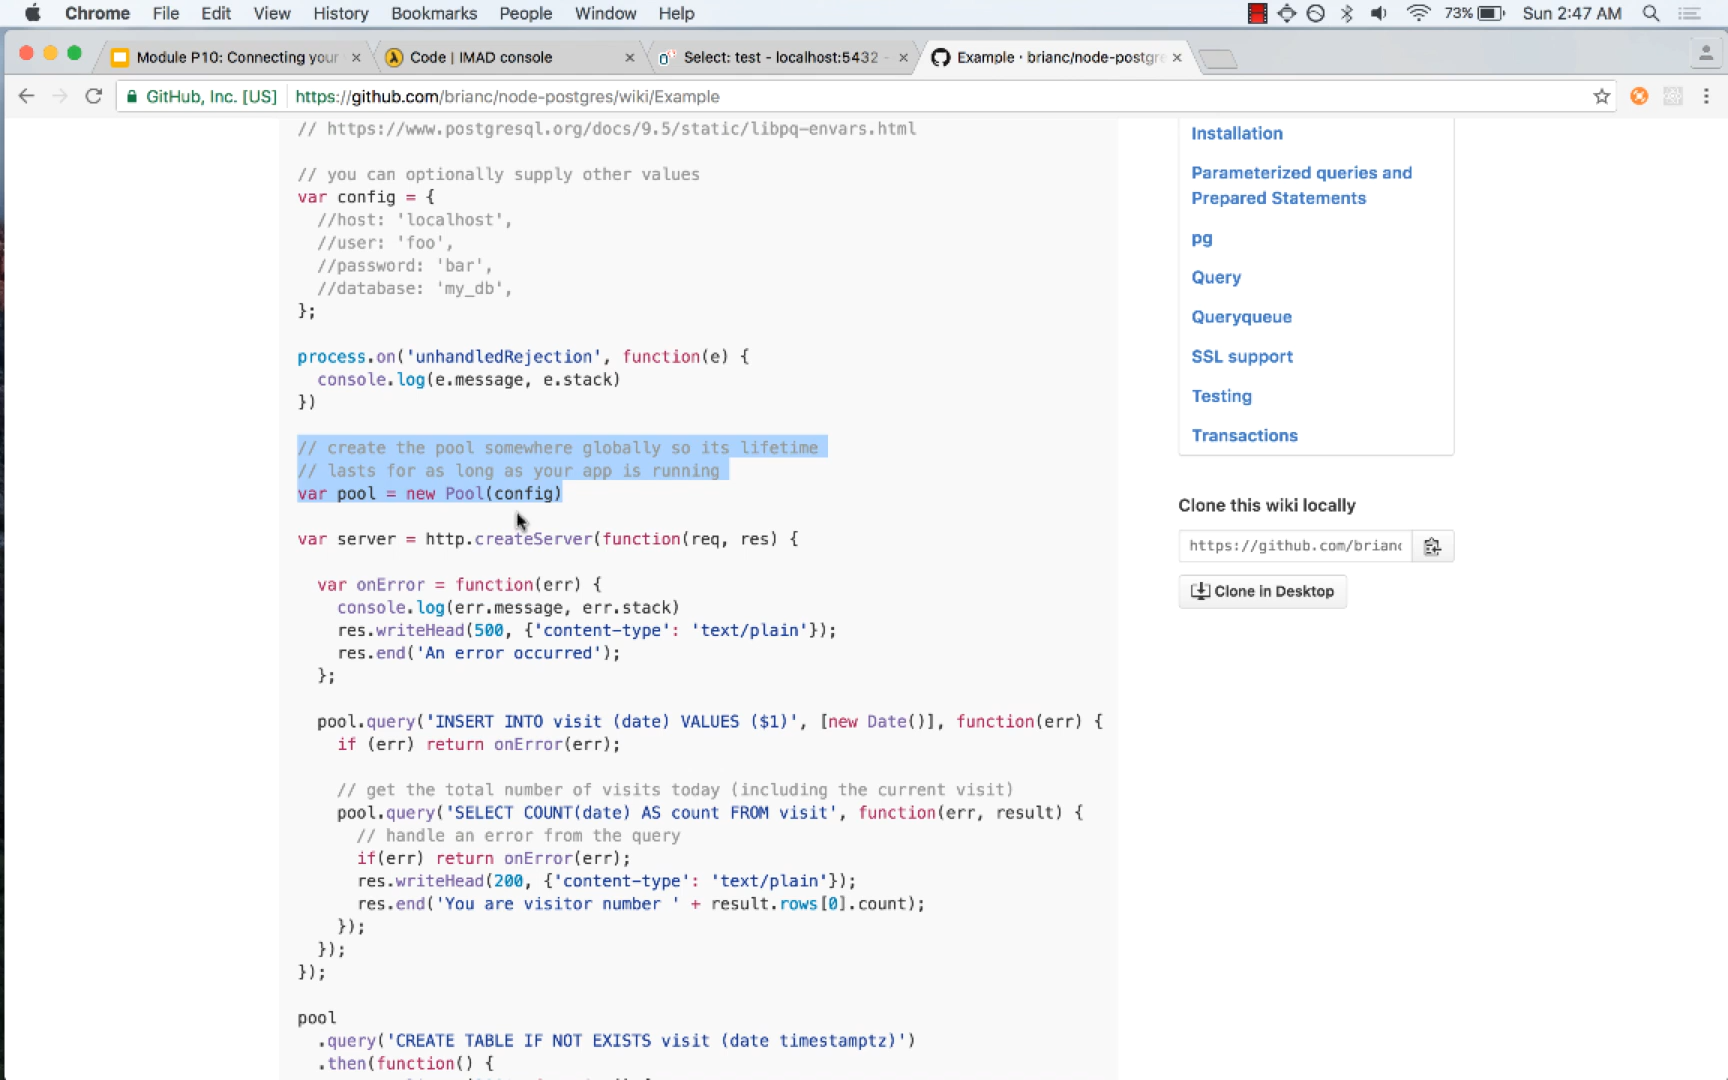 Chrome File Edit View History Bookmarks People Window Help 73% Sun 2:47 AM
Module P10: Connecting your Code | IMAD console Select: test - localhost:5432 - Example · brianc/node-postgre
GitHub, Inc. [US] https://github.com/brianc/node-postgres/wiki/Example
// https://www.postgresql.org/docs/9.5/static/libpq-envars.html
// you can optionally supply other values
var config = {
//host: 'localhost',
//user: 'foo',
//password: 'bar',
//database: 'my_db',
};
process.on('unhandledRejection', function(e) {
console.log(e.message, e.stack)
})
// create the pool somewhere globally so its lifetime
// lasts for as long as your app is running
var pool = new Pool(config)
var server = http.createServer(function(req, res) {
var onError = function(err) {
console.log(err.message, err.stack)
res.writeHead(500, {'content-type': 'text/plain'});
res.end('An error occurred');
};
pool.query('INSERT INTO visit (date) VALUES ($1)', [new Date()], function(err) {
if (err) return onError(err);
// get the total number of visits today (including the current visit)
pool.query('SELECT COUNT(date) AS count FROM visit', function(err, result) {
// handle an error from the query
if(err) return onError(err);
res.writeHead(200, {'content-type': 'text/plain'});
res.end('You are visitor number ' + result.rows[0].count);
});
});
});
pool
.query('CREATE TABLE IF NOT EXISTS visit (date timestamptz)')
.then(function() {
Installation
Parameterized queries and
Prepared Statements
pg
Query
Queryqueue
SSL support
Testing
Transactions
Clone this wiki locally
https://github.com/brianc
Clone in Desktop